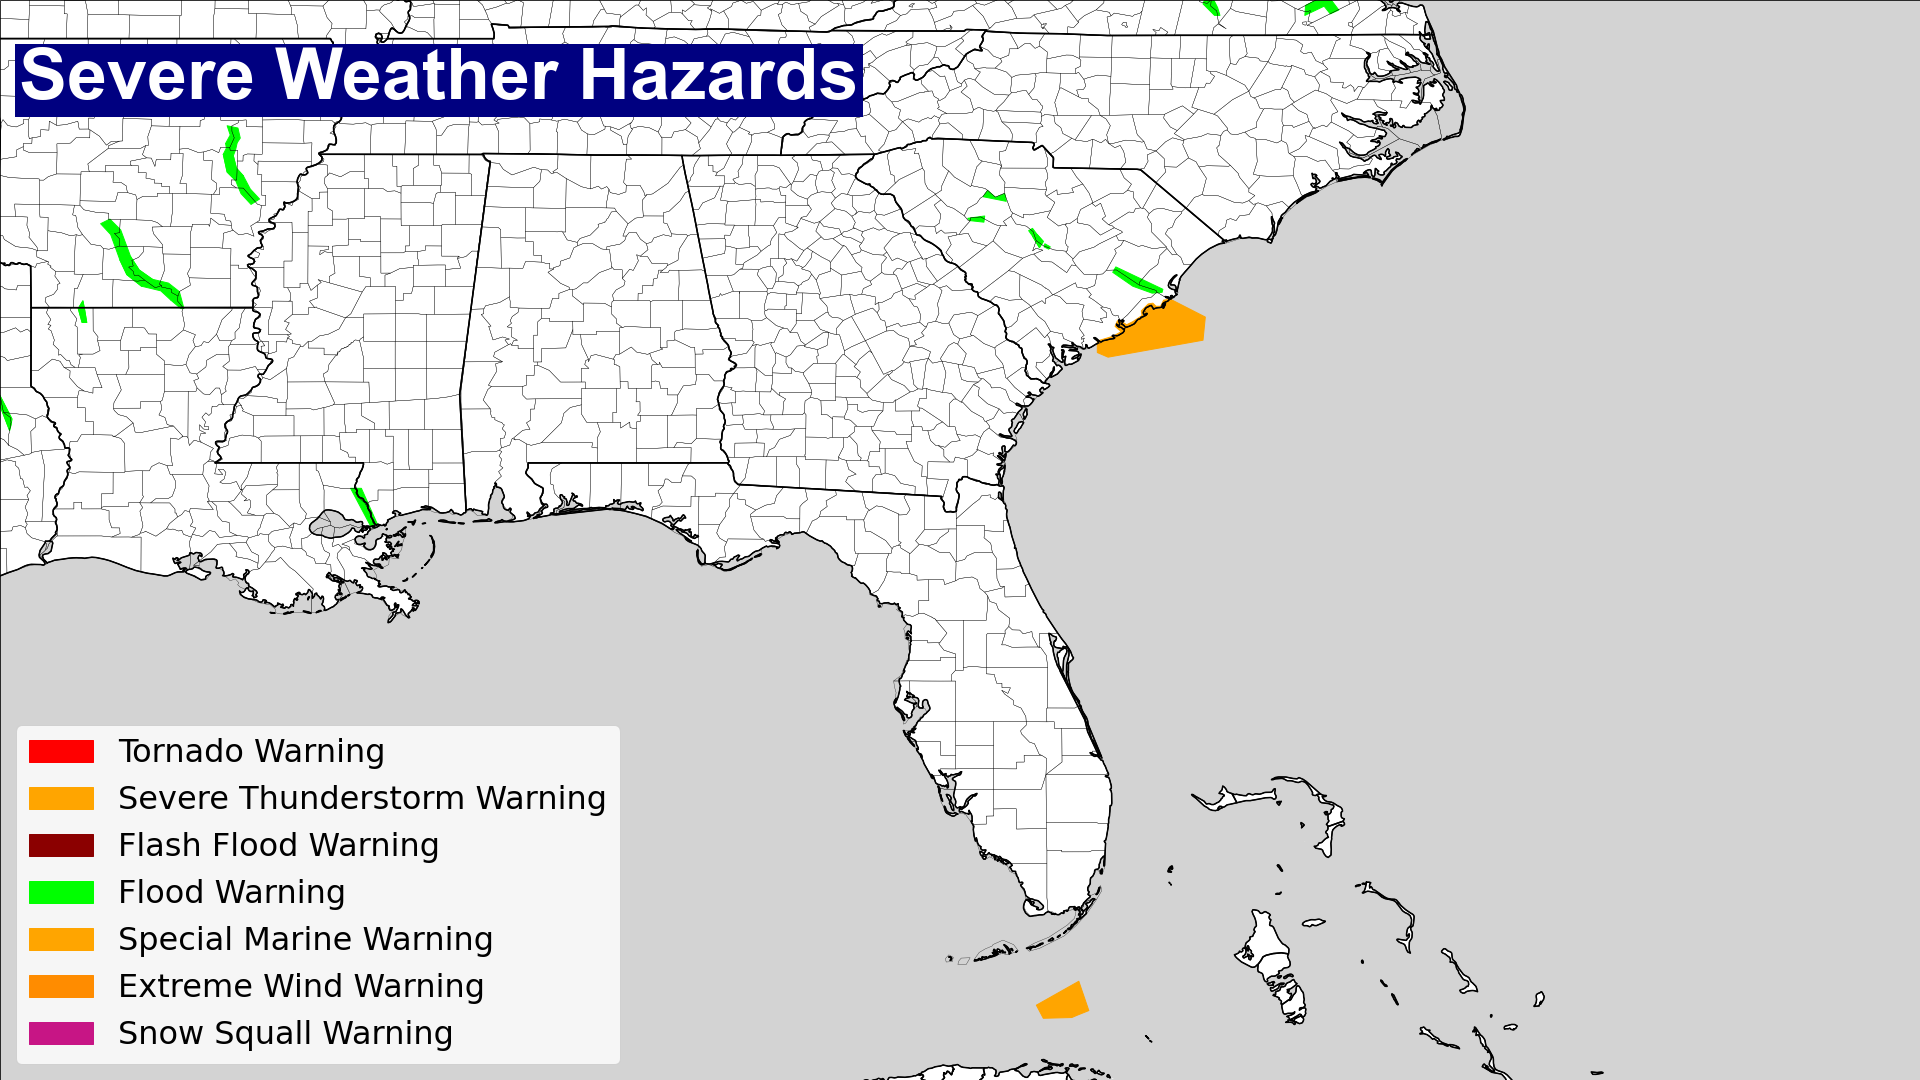 Severe Weather Hazards
Tornado Warning
Severe Thunderstorm Warning
Flash Flood Warning
Flood Warning
Special Marine Warning
Extreme Wind Warning
Snow Squall Warning